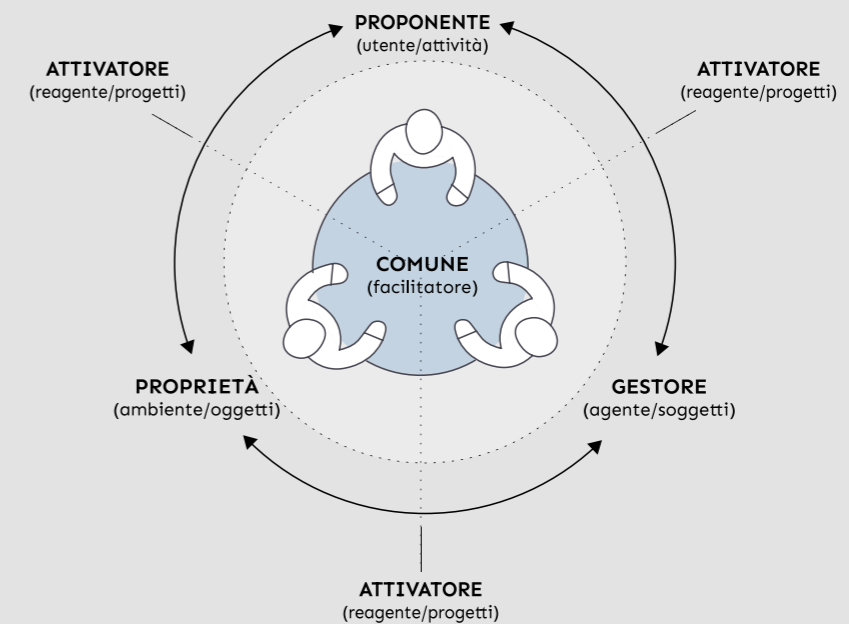 PROPONENTE
(utente/attività)
ATTIVATORE
(reagente/progetti)
ATTIVATORE
(reagente/progetti)
COMUNE
(facilitatore)
PROPRIETÀ
(ambiente/oggetti)
GESTORE
(agente/soggetti)
ATTIVATORE
(reagente/progetti)